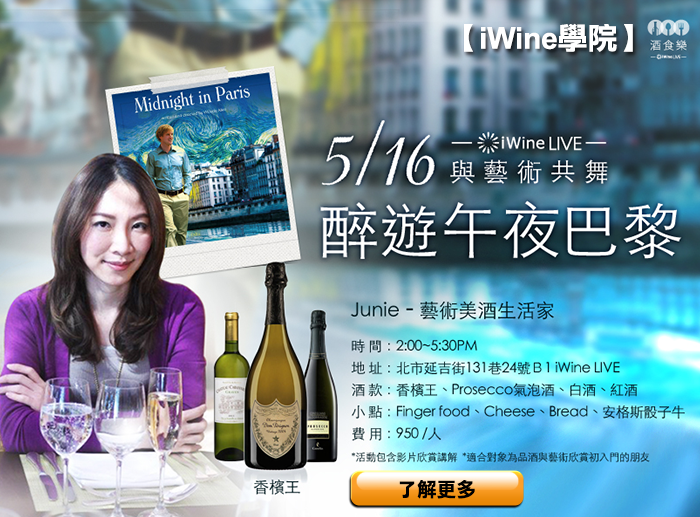 【iWine學院】
酒食樂
iWine LIVE
Midnight in Paris
5/16
iWine LIVE
與藝術共舞
醉遊午夜巴黎
Junie - 藝術美酒生活家
時間：2:00~5:30PM
地址：北市延吉街131巷24號B1 iWine LIVE
酒款：香檳王、Prosecco氣泡酒、白酒、紅酒
小點：Finger food、Cheese、Bread、安格斯骰子牛
費用：950 /人
*活動包含影片欣賞講解 *適合對象為品酒與藝術欣賞初入門的朋友
Dom Pérignon
PROSECCO
香檳王
了解更多